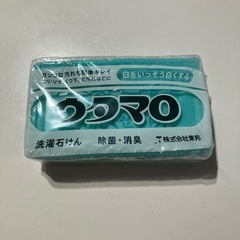 ガンコな汚れも簡単キレイ
白をいっそう白くする
ウタマロ
洗濯石けん
除菌・消臭
株式会社東邦